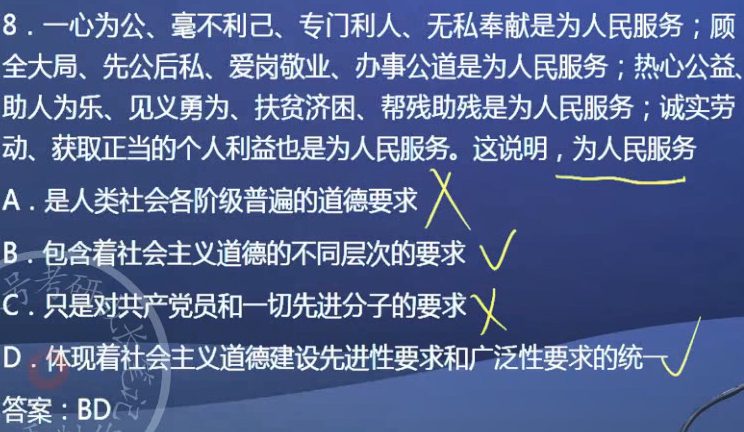 8．一心为公、毫不利己、专门利人、无私奉献是为人民服务；顾
全大局、先公后私、爱岗敬业、办事公道是为人民服务；热心公益、
助人为乐、见义勇为、扶贫济困、帮残助残是为人民服务；诚实劳
动、获取正当的个人利益也是为人民服务。这说明，为人民服务
A．是人类社会各阶级普遍的道德要求
B．包含着社会主义道德的不同层次的要求
C．只是对共产党员和一切先进分子的要求
D．体现着社会主义道德建设先进性要求和广泛性要求的统一
答案：BD